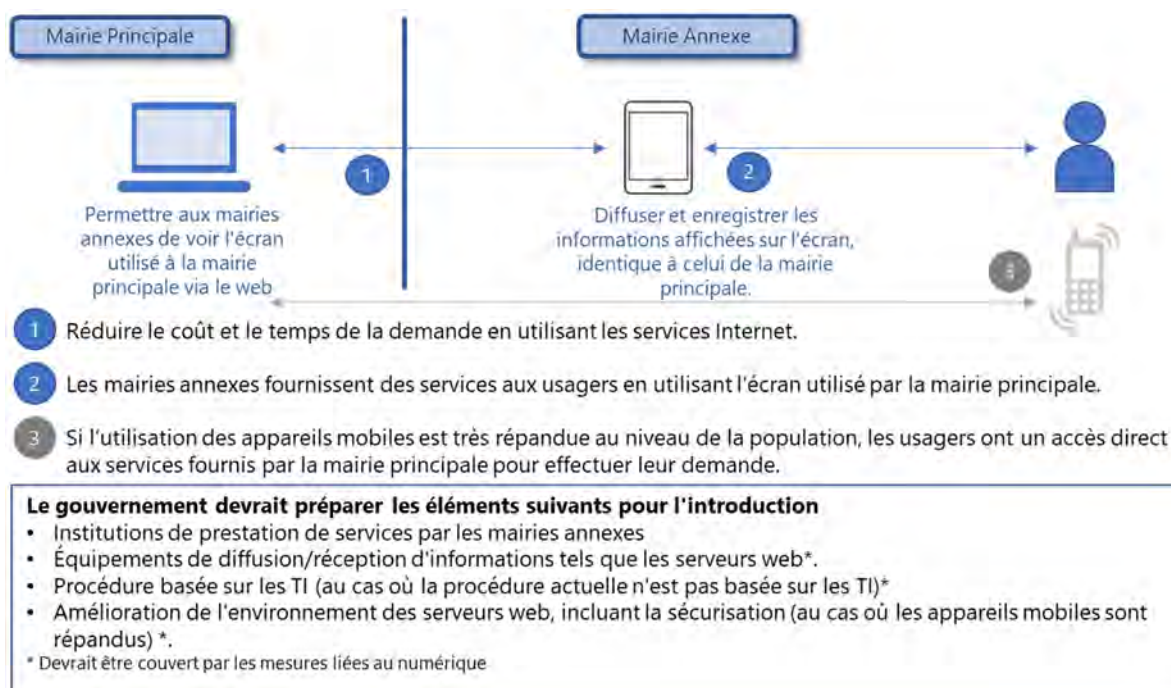 Mairie Principale
Mairie Annexe
1
2
Permettre aux mairies
annexes de voir l'écran
utilisé à la mairie
principale via le web
Diffuser et enregistrer les
informations affichées sur l'écran,
identique à celui de la mairie
principale.
3
1 Réduire le coût et le temps de la demande en utilisant les services Internet.
2 Les mairies annexes fournissent des services aux usagers en utilisant l'écran utilisé par la mairie principale.
3 Si l'utilisation des appareils mobiles est très répandue au niveau de la population, les usagers ont un accès direct
aux services fournis par la mairie principale pour effectuer leur demande.
Le gouvernement devrait préparer les éléments suivants pour l'introduction
• Institutions de prestation de services par les mairies annexes
• Équipements de diffusion/réception d'informations tels que les serveurs web*.
• Procédure basée sur les TI (au cas où la procédure actuelle n'est pas basée sur les TI)*
• Amélioration de l'environnement des serveurs web, incluant la sécurisation (au cas où les appareils mobiles sont
répandus) *.
* Devrait être couvert par les mesures liées au numérique